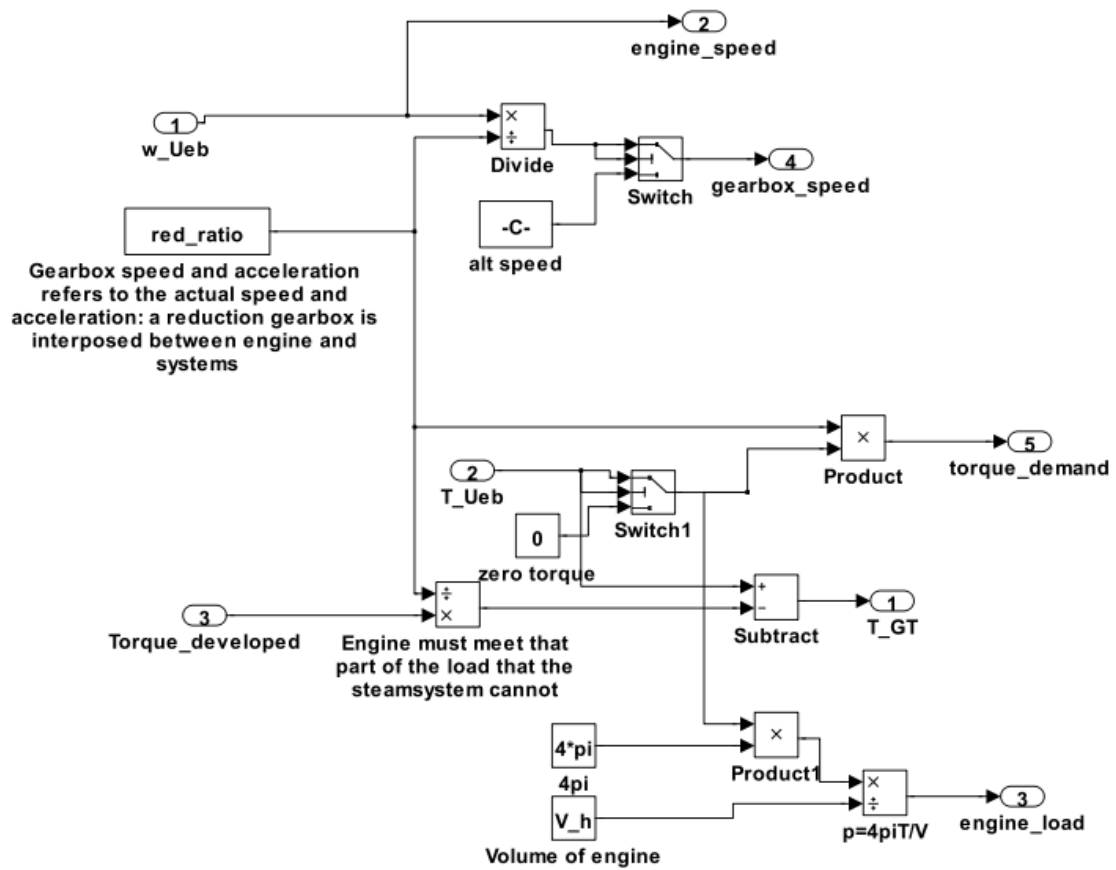 2
engine_speed
1
w_Ueb
×
÷
Divide
Switch
4
gearbox_speed
-C-
alt speed
red_ratio
Gearbox speed and acceleration
refers to the actual speed and
acceleration: a reduction gearbox is
interposed between engine and
systems
×
Product
5
torque_demand
2
T_Ueb
Switch1
0
zero torque
÷
×
3
Torque_developed
Engine must meet that
part of the load that the
steamsystem cannot
+
−
Subtract
1
T_GT
4*pi
4pi
×
Product1
V_h
Volume of engine
×
÷
p=4piT/V
3
engine_load